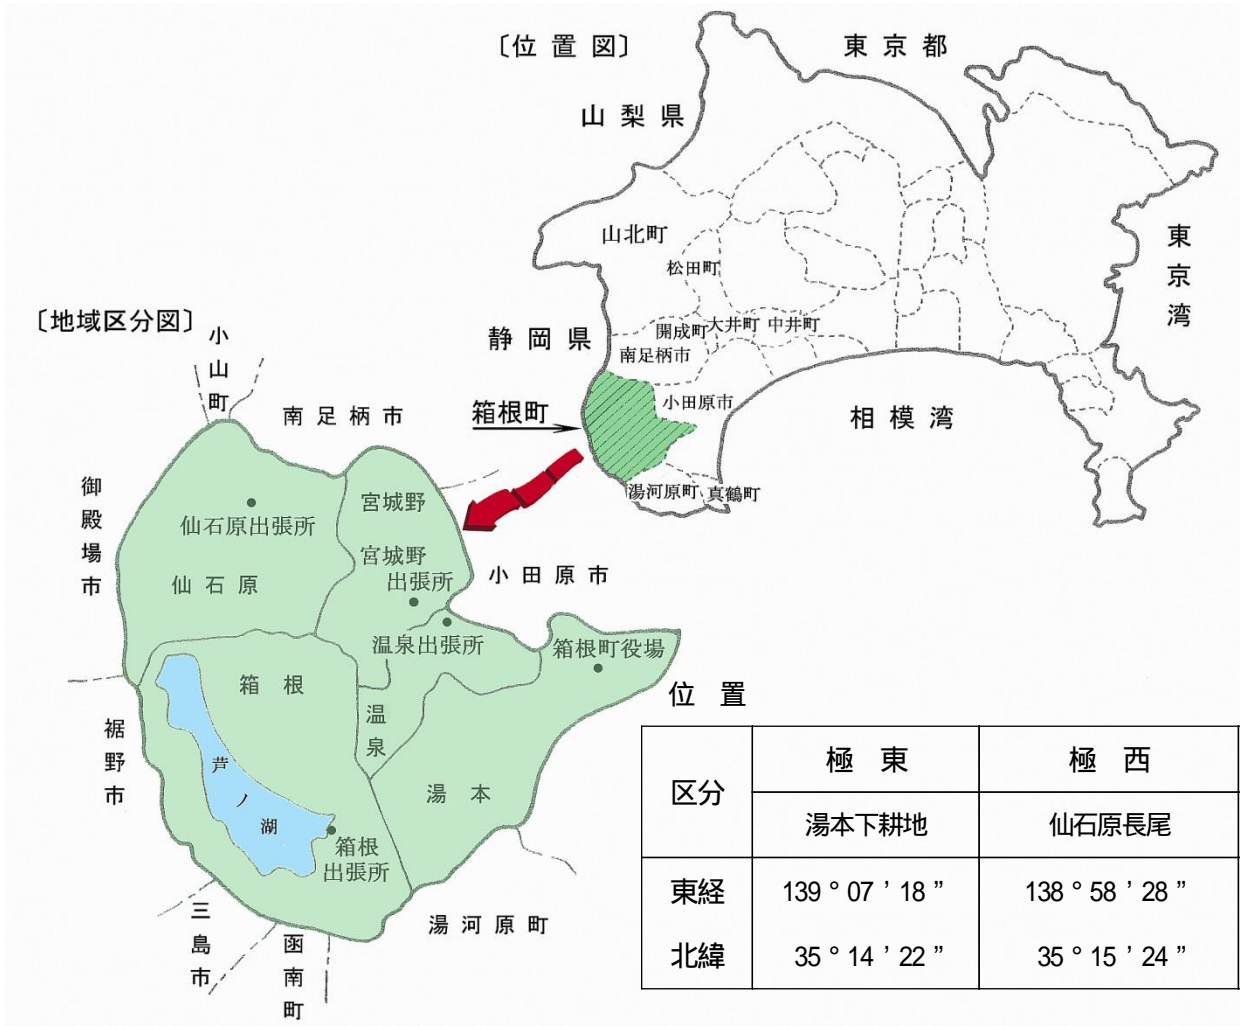 〔位置図〕
東京都
山梨県
山北町
松田町
東京湾
静岡県
開成町
大井町
中井町
南足柄市
箱根町
小田原市
相模湾
湯河原町
真鶴町
〔地域区分図〕
小山町
南足柄市
御殿場市
宮城野
仙石原出張所
宮城野
出張所
仙石原
小田原市
温泉出張所
箱根町役場
箱根
温泉
裾野市
芦ノ湖
湯本
箱根
出張所
三島市
函南町
湯河原町
位 置
区分 極 東 極 西
湯本下耕地 仙石原長尾
東経 139 ° 07 ’ 18 ” 138 ° 58 ’ 28 ”
北緯 35 ° 14 ’ 22 ” 35 ° 15 ’ 24 ”